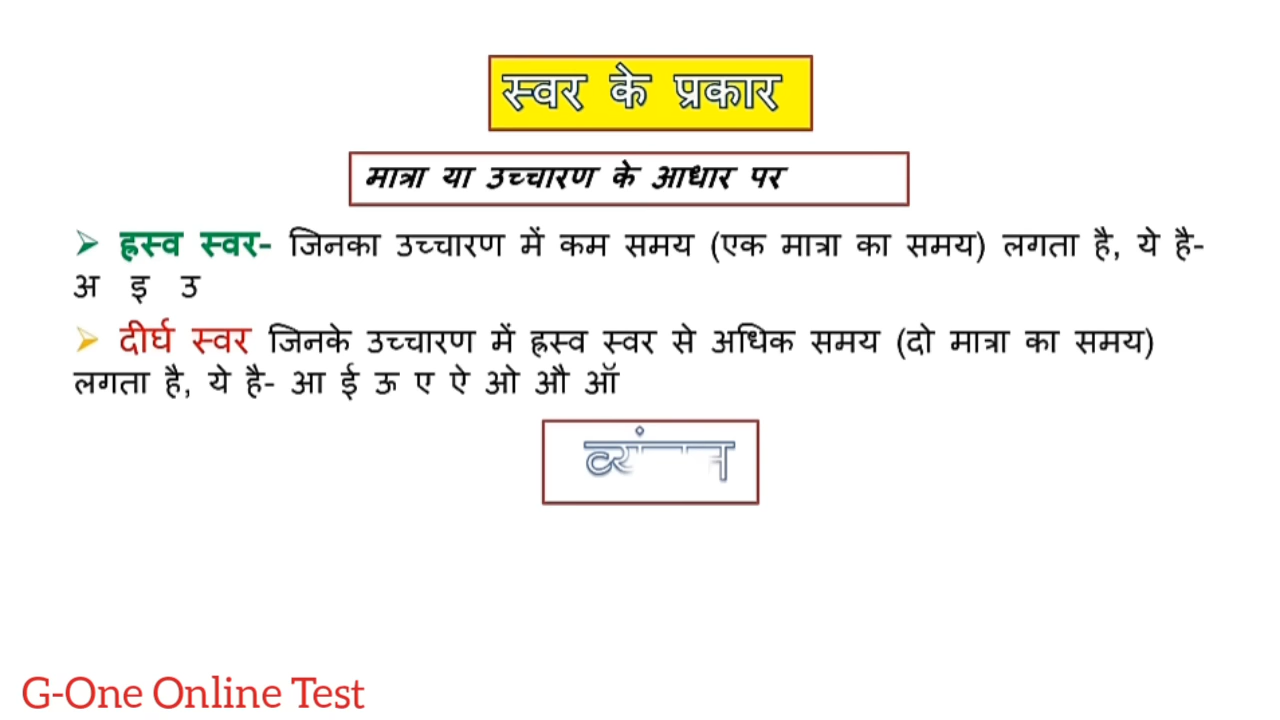 स्वर के प्रकार
मात्रा या उच्चारण के आधार पर
ह्रस्व स्वर- जिनका उच्चारण में कम समय (एक मात्रा का समय) लगता है, ये है-
अ इ उ
दीर्घ स्वर जिनके उच्चारण में ह्रस्व स्वर से अधिक समय (दो मात्रा का समय)
लगता है, ये है- आ ई ऊ ए ऐ ओ औ ऑ
G-One Online Test